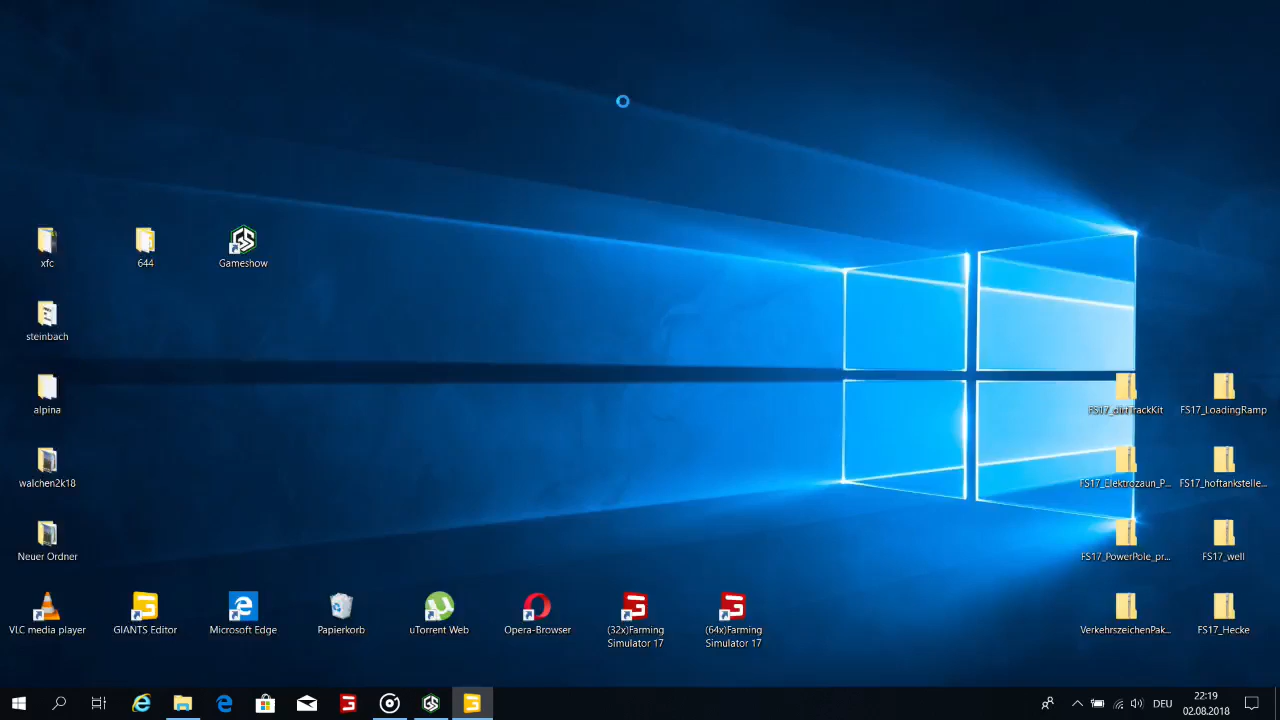 xfc
644
Gameshow
steinbach
alpina
FS17_dirtTrackKit
FS17_LoadingRamp
walchen2k18
FS17_Elektrozaun_P...
FS17_hoftankstelle...
Neuer Ordner
FS17_PowerPole_pr...
FS17_well
VLC media player
GIANTS Editor
Microsoft Edge
Papierkorb
uTorrent Web
Opera-Browser
(32x)Farming
Simulator 17
(64x)Farming
Simulator 17
VerkehrszeichenPak...
FS17_Hecke
DEU
22:19
02.08.2018